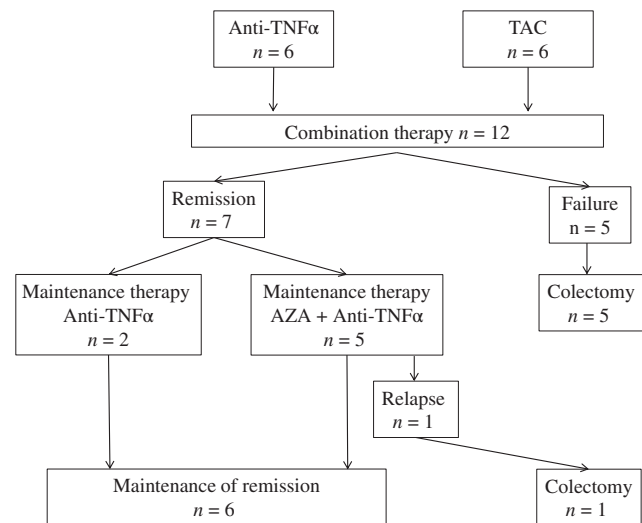 Anti-TNFα
n = 6
TAC
n = 6
Combination therapy n = 12
Remission
n = 7
Failure
n = 5
Maintenance therapy
Anti-TNFα
n = 2
Maintenance therapy
AZA + Anti-TNFα
n = 5
Colectomy
n = 5
Relapse
n = 1
Maintenance of remission
n = 6
Colectomy
n = 1